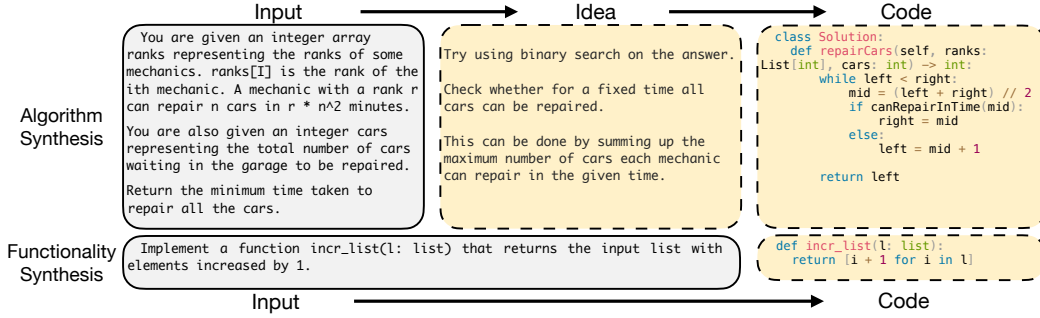 Input
Idea
Code
Algorithm
Synthesis
You are given an integer array
ranks representing the ranks of some
mechanics. ranks[I] is the rank of the
ith mechanic. A mechanic with a rank r
can repair n cars in r * n^2 minutes.
You are also given an integer cars
representing the total number of cars
waiting in the garage to be repaired.
Return the minimum time taken to
repair all the cars.
Try using binary search on the answer.
Check whether for a fixed time all
cars can be repaired.
This can be done by summing up the
maximum number of cars each mechanic
can repair in the given time.
class Solution:
def repairCars(self, ranks:
List[int], cars: int) -> int:
while left < right:
mid = (left + right) // 2
if canRepairInTime(mid):
right = mid
else:
left = mid + 1
return left
Functionality
Synthesis
Implement a function incr_list(l: list) that returns the input list with
elements increased by 1.
def incr_list(l: list):
return [i + 1 for i in l]
Input
Code